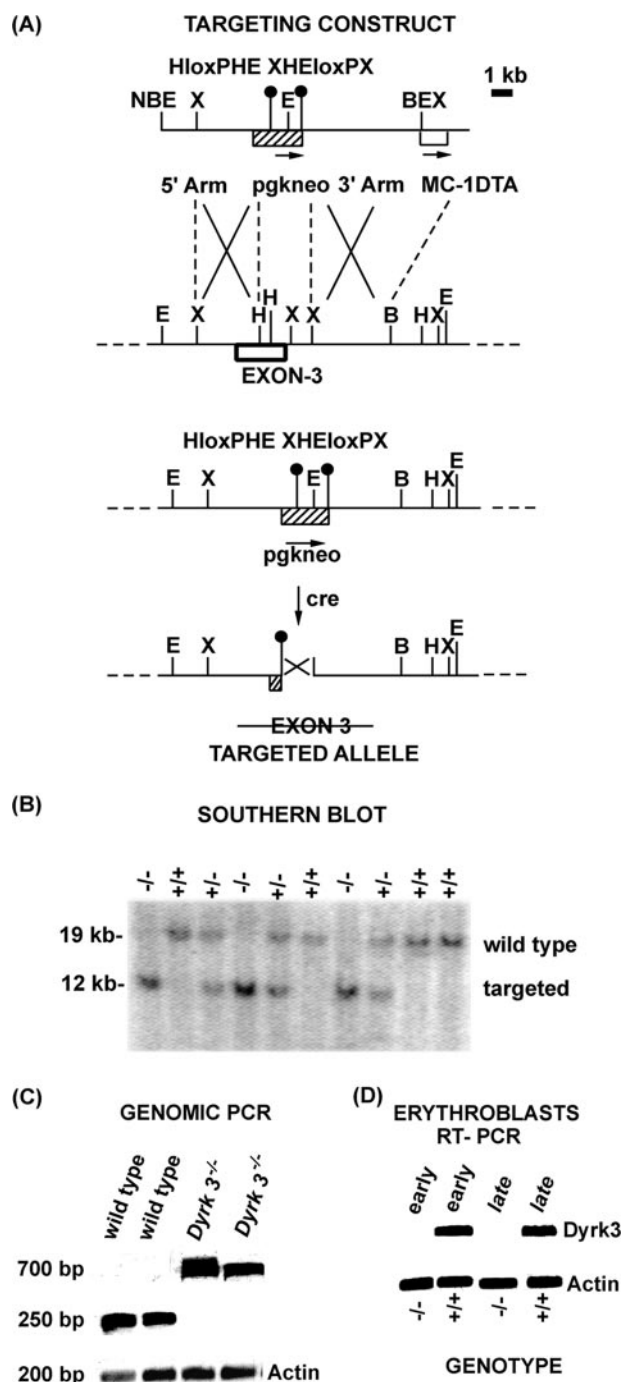 (A) TARGETING CONSTRUCT
HloxPHE XHEloxPX
1 kb
NBE X E BEX
5' Arm pgkneo 3' Arm MC-1DTA
H
E
E X H X X B H X
EXON-3
HloxPHE XHEloxPX
E
E X E B H X
pgkneo
cre
E
E X B H X
EXON 3
TARGETED ALLELE
(B) SOUTHERN BLOT
-/- +/+ +/- -/- +/- +/+ -/- +/- +/+ +/+
19 kb- wild type
12 kb- targeted
(C) GENOMIC PCR
wild type wild type Dyrk 3-/- Dyrk 3-/-
700 bp
250 bp
200 bp Actin
(D) ERYTHROBLASTS
RT- PCR
early early late late
Dyrk3
Actin
-/- +/+ -/- +/+
GENOTYPE